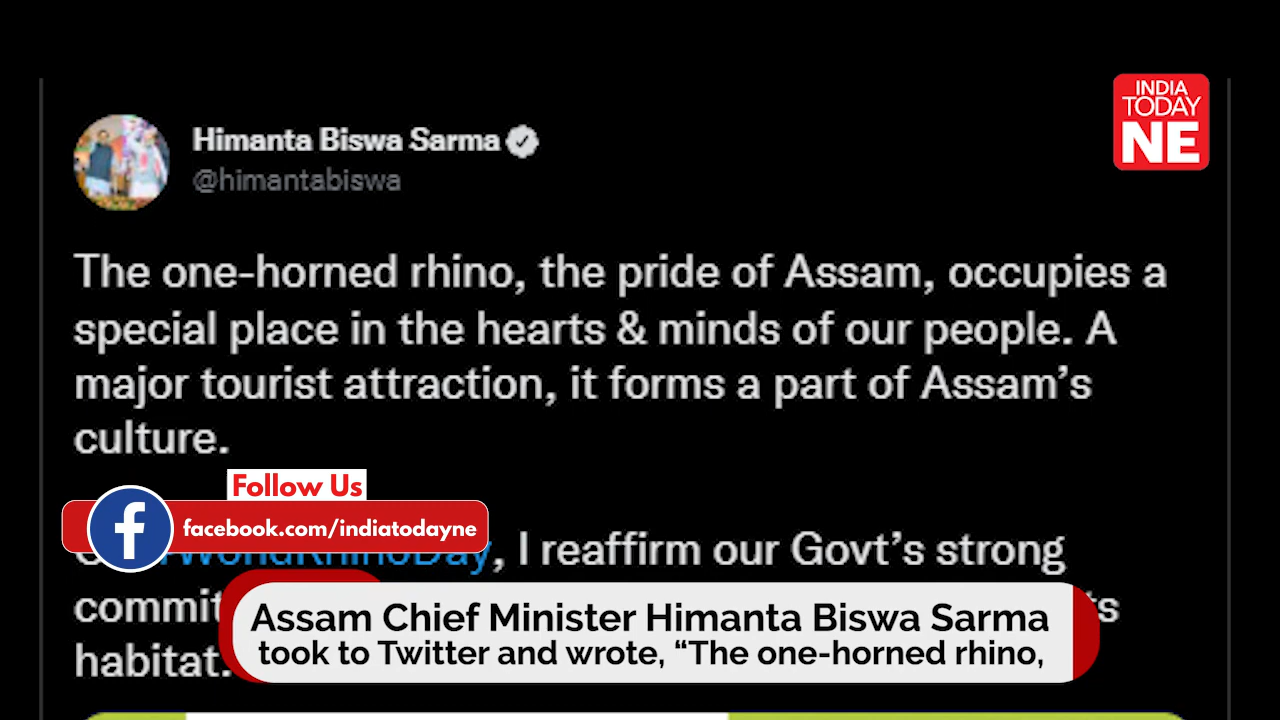 INDIA
TODAY
NE
Himanta Biswa Sarma
@himantabiswa
The one-horned rhino, the pride of Assam, occupies a
special place in the hearts & minds of our people. A
major tourist attraction, it forms a part of Assam’s
culture.
Follow Us
facebook.com/indiatodayne
, I reaffirm our Govt’s strong
habitat.
Assam Chief Minister Himanta Biswa Sarma
took to Twitter and wrote, “The one-horned rhino,